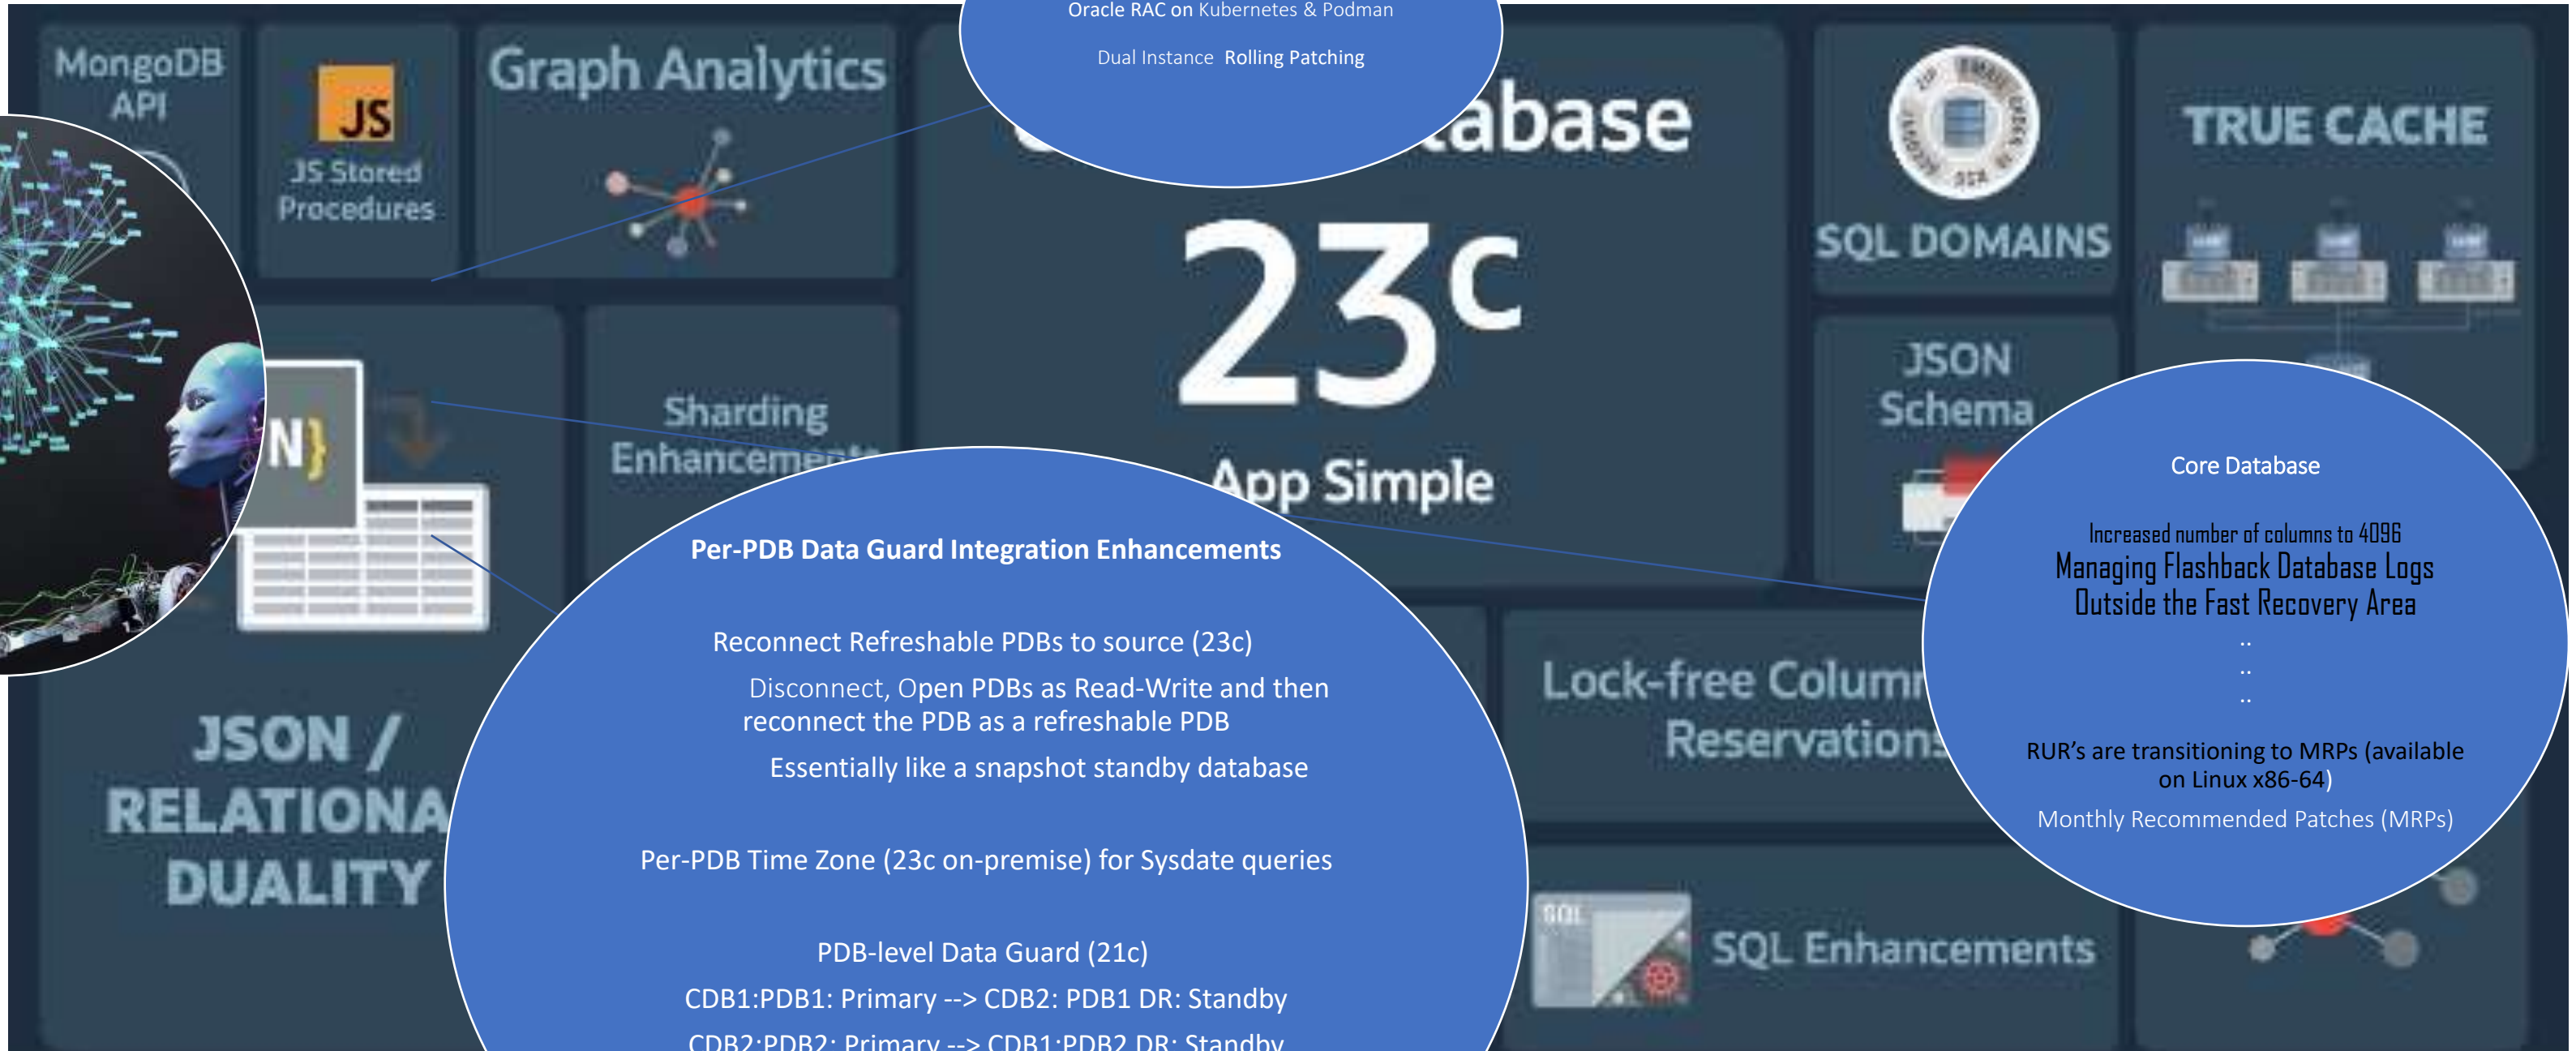 Oracle RAC on Kubernetes & Podman
Dual Instance Rolling Patching
MongoDB
API
JS
JS Stored
Procedures
Graph Analytics
abase
23c
App Simple
SQL DOMAINS
TRUE CACHE
JSON
Schema
N}
Sharding
Enhancements
JSON /
RELATIONA
DUALITY
Per-PDB Data Guard Integration Enhancements
Reconnect Refreshable PDBs to source (23c)
Disconnect, Open PDBs as Read-Write and then
reconnect the PDB as a refreshable PDB
Essentially like a snapshot standby database
Per-PDB Time Zone (23c on-premise) for Sysdate queries
PDB-level Data Guard (21c)
CDB1:PDB1: Primary --> CDB2: PDB1 DR: Standby
CDB2:PDB2: Primary --> CDB1:PDB2 DR: Standby
Lock-free Colum
Reservations
SQL
SQL Enhancements
Core Database
Increased number of columns to 4096
Managing Flashback Database Logs
Outside the Fast Recovery Area
..
..
..
RUR’s are transitioning to MRPs (available
on Linux x86-64)
Monthly Recommended Patches (MRPs)